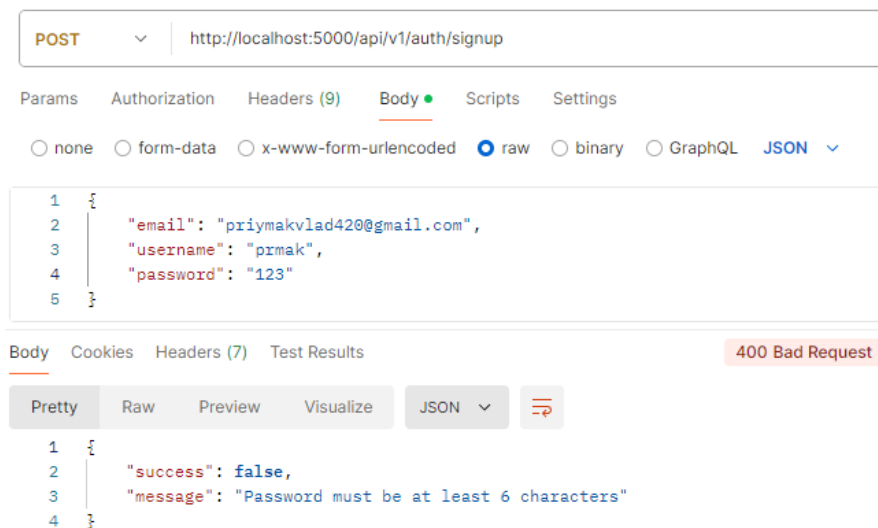 POST http://localhost:5000/api/v1/auth/signup
Params Authorization Headers (9) Body Scripts Settings
none form-data x-www-form-urlencoded raw binary GraphQL JSON
1 {
2 "email": "priymakvlad420@gmail.com",
3 "username": "prmak",
4 "password": "123"
5 }
Body Cookies Headers (7) Test Results 400 Bad Request
Pretty Raw Preview Visualize JSON
1 {
2 "success": false,
3 "message": "Password must be at least 6 characters"
4 }